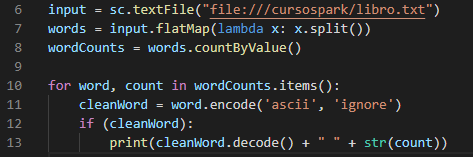 6 input = sc.textFile("file:///cursospark/libro.txt")
7 words = input.flatMap(lambda x: x.split())
8 wordCounts = words.countByValue()
9
10 for word, count in wordCounts.items():
11     cleanWord = word.encode('ascii', 'ignore')
12     if (cleanWord):
13         print(cleanWord.decode() + " " + str(count))